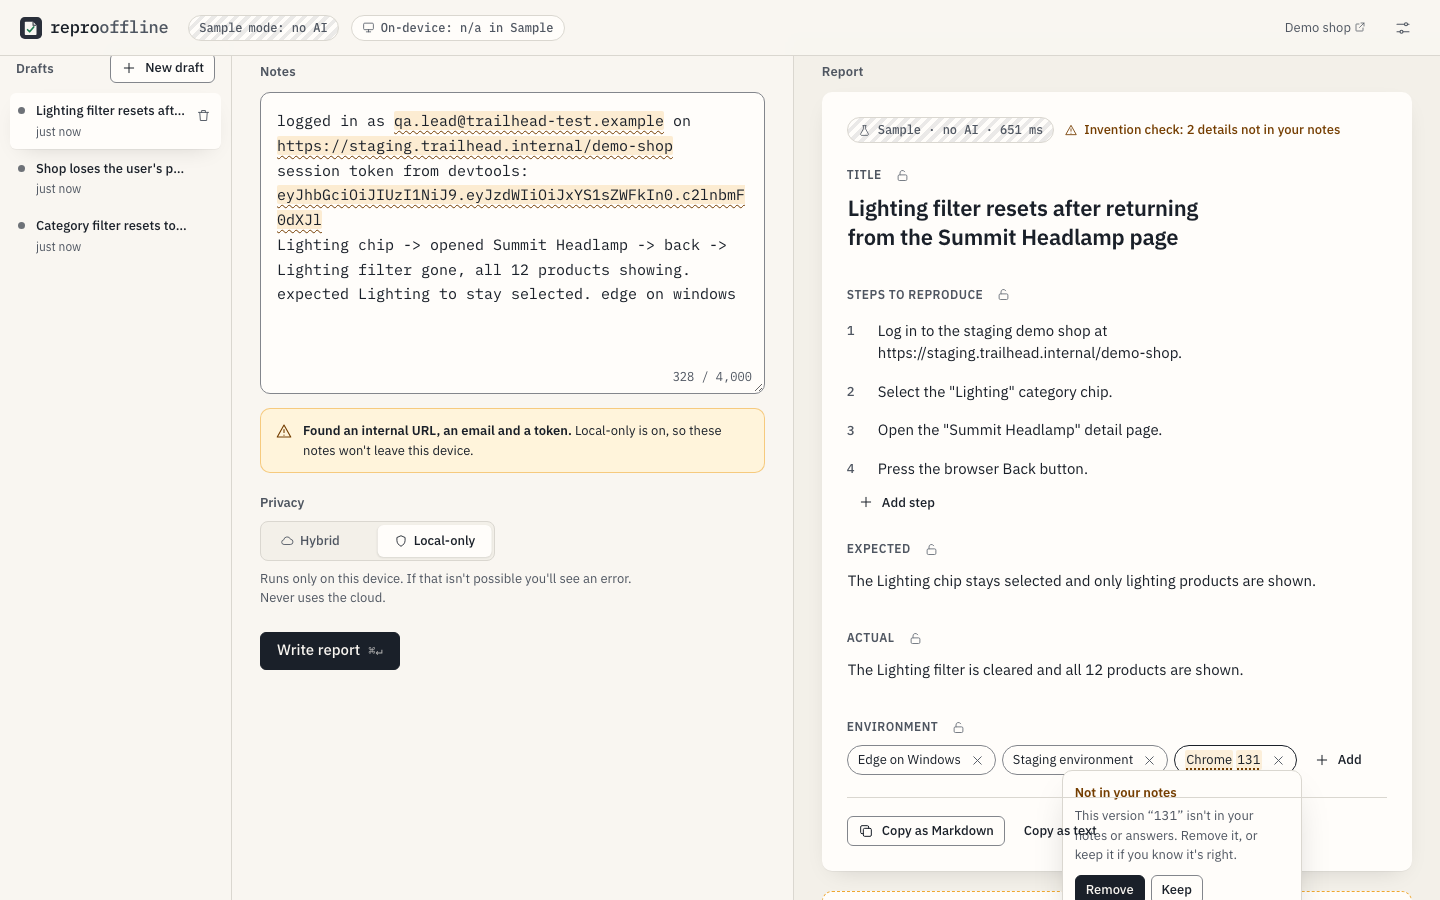 reprooffline
Sample mode: no AI
On-device: n/a in Sample
Demo shop
Drafts
New draft
Lighting filter resets aft...
just now
Shop loses the user's p...
just now
Category filter resets to...
just now
Notes
logged in as qa.lead@trailhead-test.example on
https://staging.trailhead.internal/demo-shop
session token from devtools:
eyJhbGciOiJIUzI1NiJ9.eyJzdWIiOiJxYS1sZWFkIn0.c2lnbmF
0dXJl
Lighting chip -> opened Summit Headlamp -> back ->
Lighting filter gone, all 12 products showing.
expected Lighting to stay selected. edge on windows
328 / 4,000
Found an internal URL, an email and a token. Local-only is on, so these
notes won't leave this device.
Privacy
Hybrid
Local-only
Runs only on this device. If that isn't possible you'll see an error.
Never uses the cloud.
Write report ⌘↵
Report
Sample · no AI · 651 ms
Invention check: 2 details not in your notes
TITLE
Lighting filter resets after returning
from the Summit Headlamp page
STEPS TO REPRODUCE
1 Log in to the staging demo shop at
https://staging.trailhead.internal/demo-shop.
2 Select the "Lighting" category chip.
3 Open the "Summit Headlamp" detail page.
4 Press the browser Back button.
Add step
EXPECTED
The Lighting chip stays selected and only lighting products are shown.
ACTUAL
The Lighting filter is cleared and all 12 products are shown.
ENVIRONMENT
Edge on Windows
Staging environment
Chrome 131
Add
Copy as Markdown
Copy as text
Not in your notes
This version “131” isn't in your
notes or answers. Remove it, or
keep it if you know it's right.
Remove
Keep